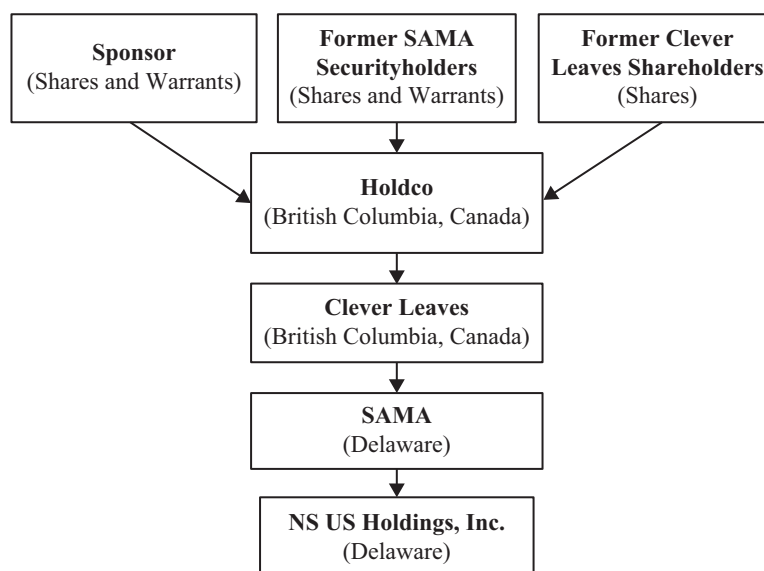 Sponsor
(Shares and Warrants)
Former SAMA
Securityholders
(Shares and Warrants)
Former Clever
Leaves Shareholders
(Shares)
Holdco
(British Columbia, Canada)
Clever Leaves
(British Columbia, Canada)
SAMA
(Delaware)
NS US Holdings, Inc.
(Delaware)